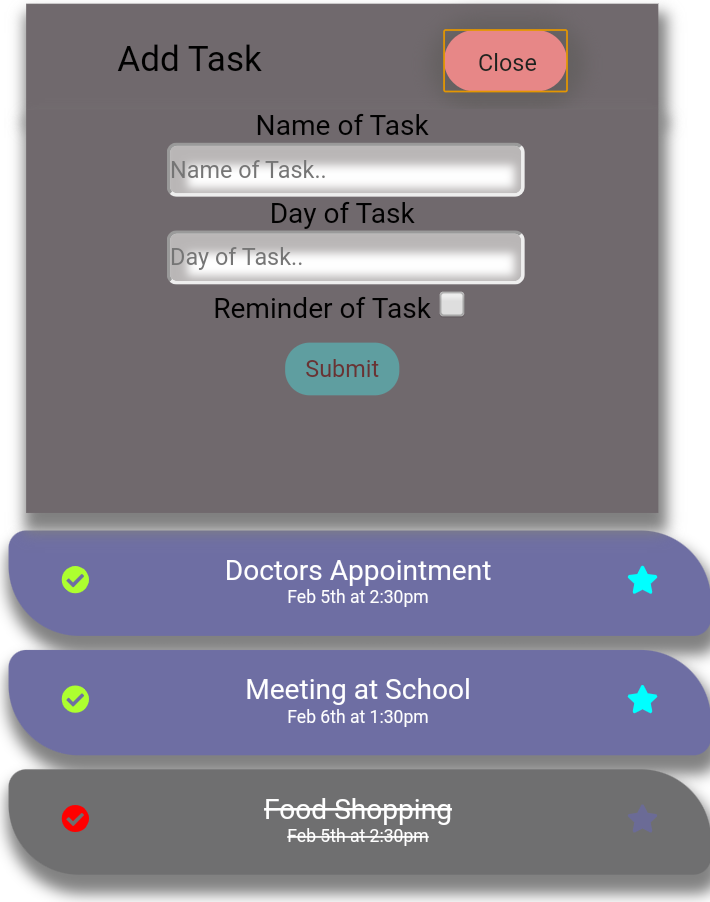 Add Task
Close
Name of Task
Name of Task..
Day of Task
Day of Task..
Reminder of Task
Submit
Doctors Appointment
Feb 5th at 2:30pm
Meeting at School
Feb 6th at 1:30pm
Food Shopping
Feb 5th at 2:30pm